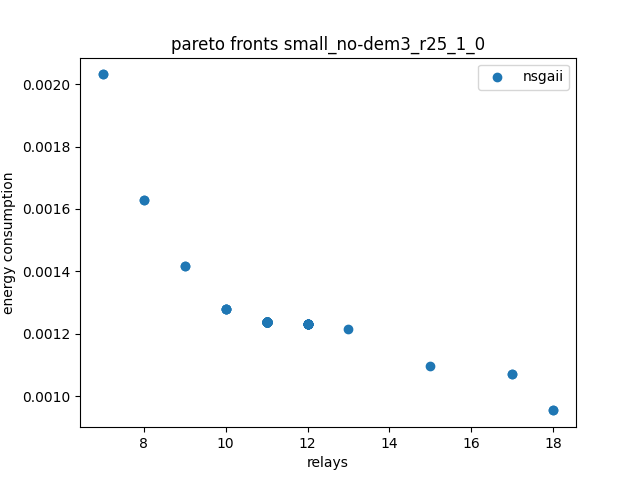 pareto fronts small_no-dem3_r25_1_0
nsgaii
0.0020
0.0018
0.0016
0.0014
0.0012
0.0010
energy consumption
8 10 12 14 16 18
relays